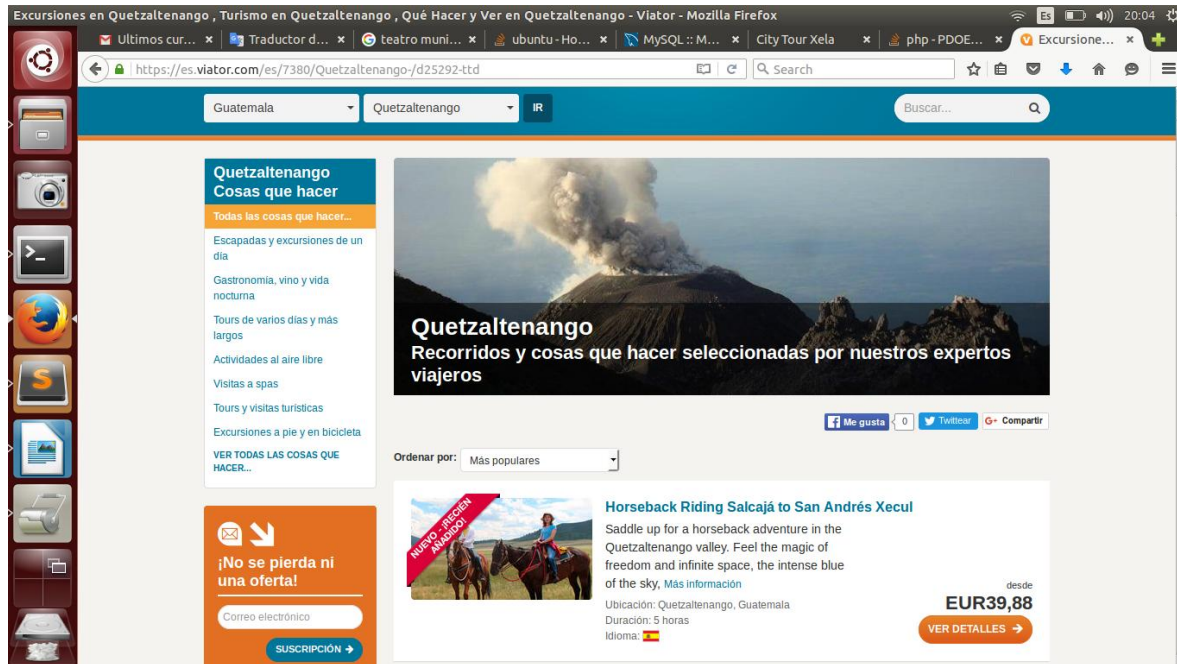 Excursiones en Quetzaltenango , Turismo en Quetzaltenango , Qué Hacer y Ver en Quetzaltenango - Viator - Mozilla Firefox
Es
20:04
Ultimos cur...
Traductor d...
teatro muni...
ubuntu - Ho...
MySQL :: M...
City Tour Xela
php - PDOE...
Excursione...
https://es.viator.com/es/7380/Quetzaltenango-/d25292-ttd
Search
Guatemala
Quetzaltenango
IR
Buscar...
Quetzaltenango
Cosas que hacer
Todas las cosas que hacer...
Escapadas y excursiones de un
día
Gastronomía, vino y vida
nocturna
Tours de varios días y más
largos
Actividades al aire libre
Visitas a spas
Tours y visitas turísticas
Excursiones a pie y en bicicleta
VER TODAS LAS COSAS QUE
HACER...
¡No se pierda ni
una oferta!
Correo electrónico
SUSCRIPCIÓN
Quetzaltenango
Recorridos y cosas que hacer seleccionadas por nuestros expertos
viajeros
Me gusta
0
Twittear
G+ Compartir
Ordenar por:
Más populares
NUEVO - ¡RECIÉN
AÑADIDO!
Horseback Riding Salcajá to San Andrés Xecul
Saddle up for a horseback adventure in the
Quetzaltenango valley. Feel the magic of
freedom and infinite space, the intense blue
of the sky, Más información
Ubicación: Quetzaltenango, Guatemala
Duración: 5 horas
Idioma:
desde
EUR39,88
VER DETALLES